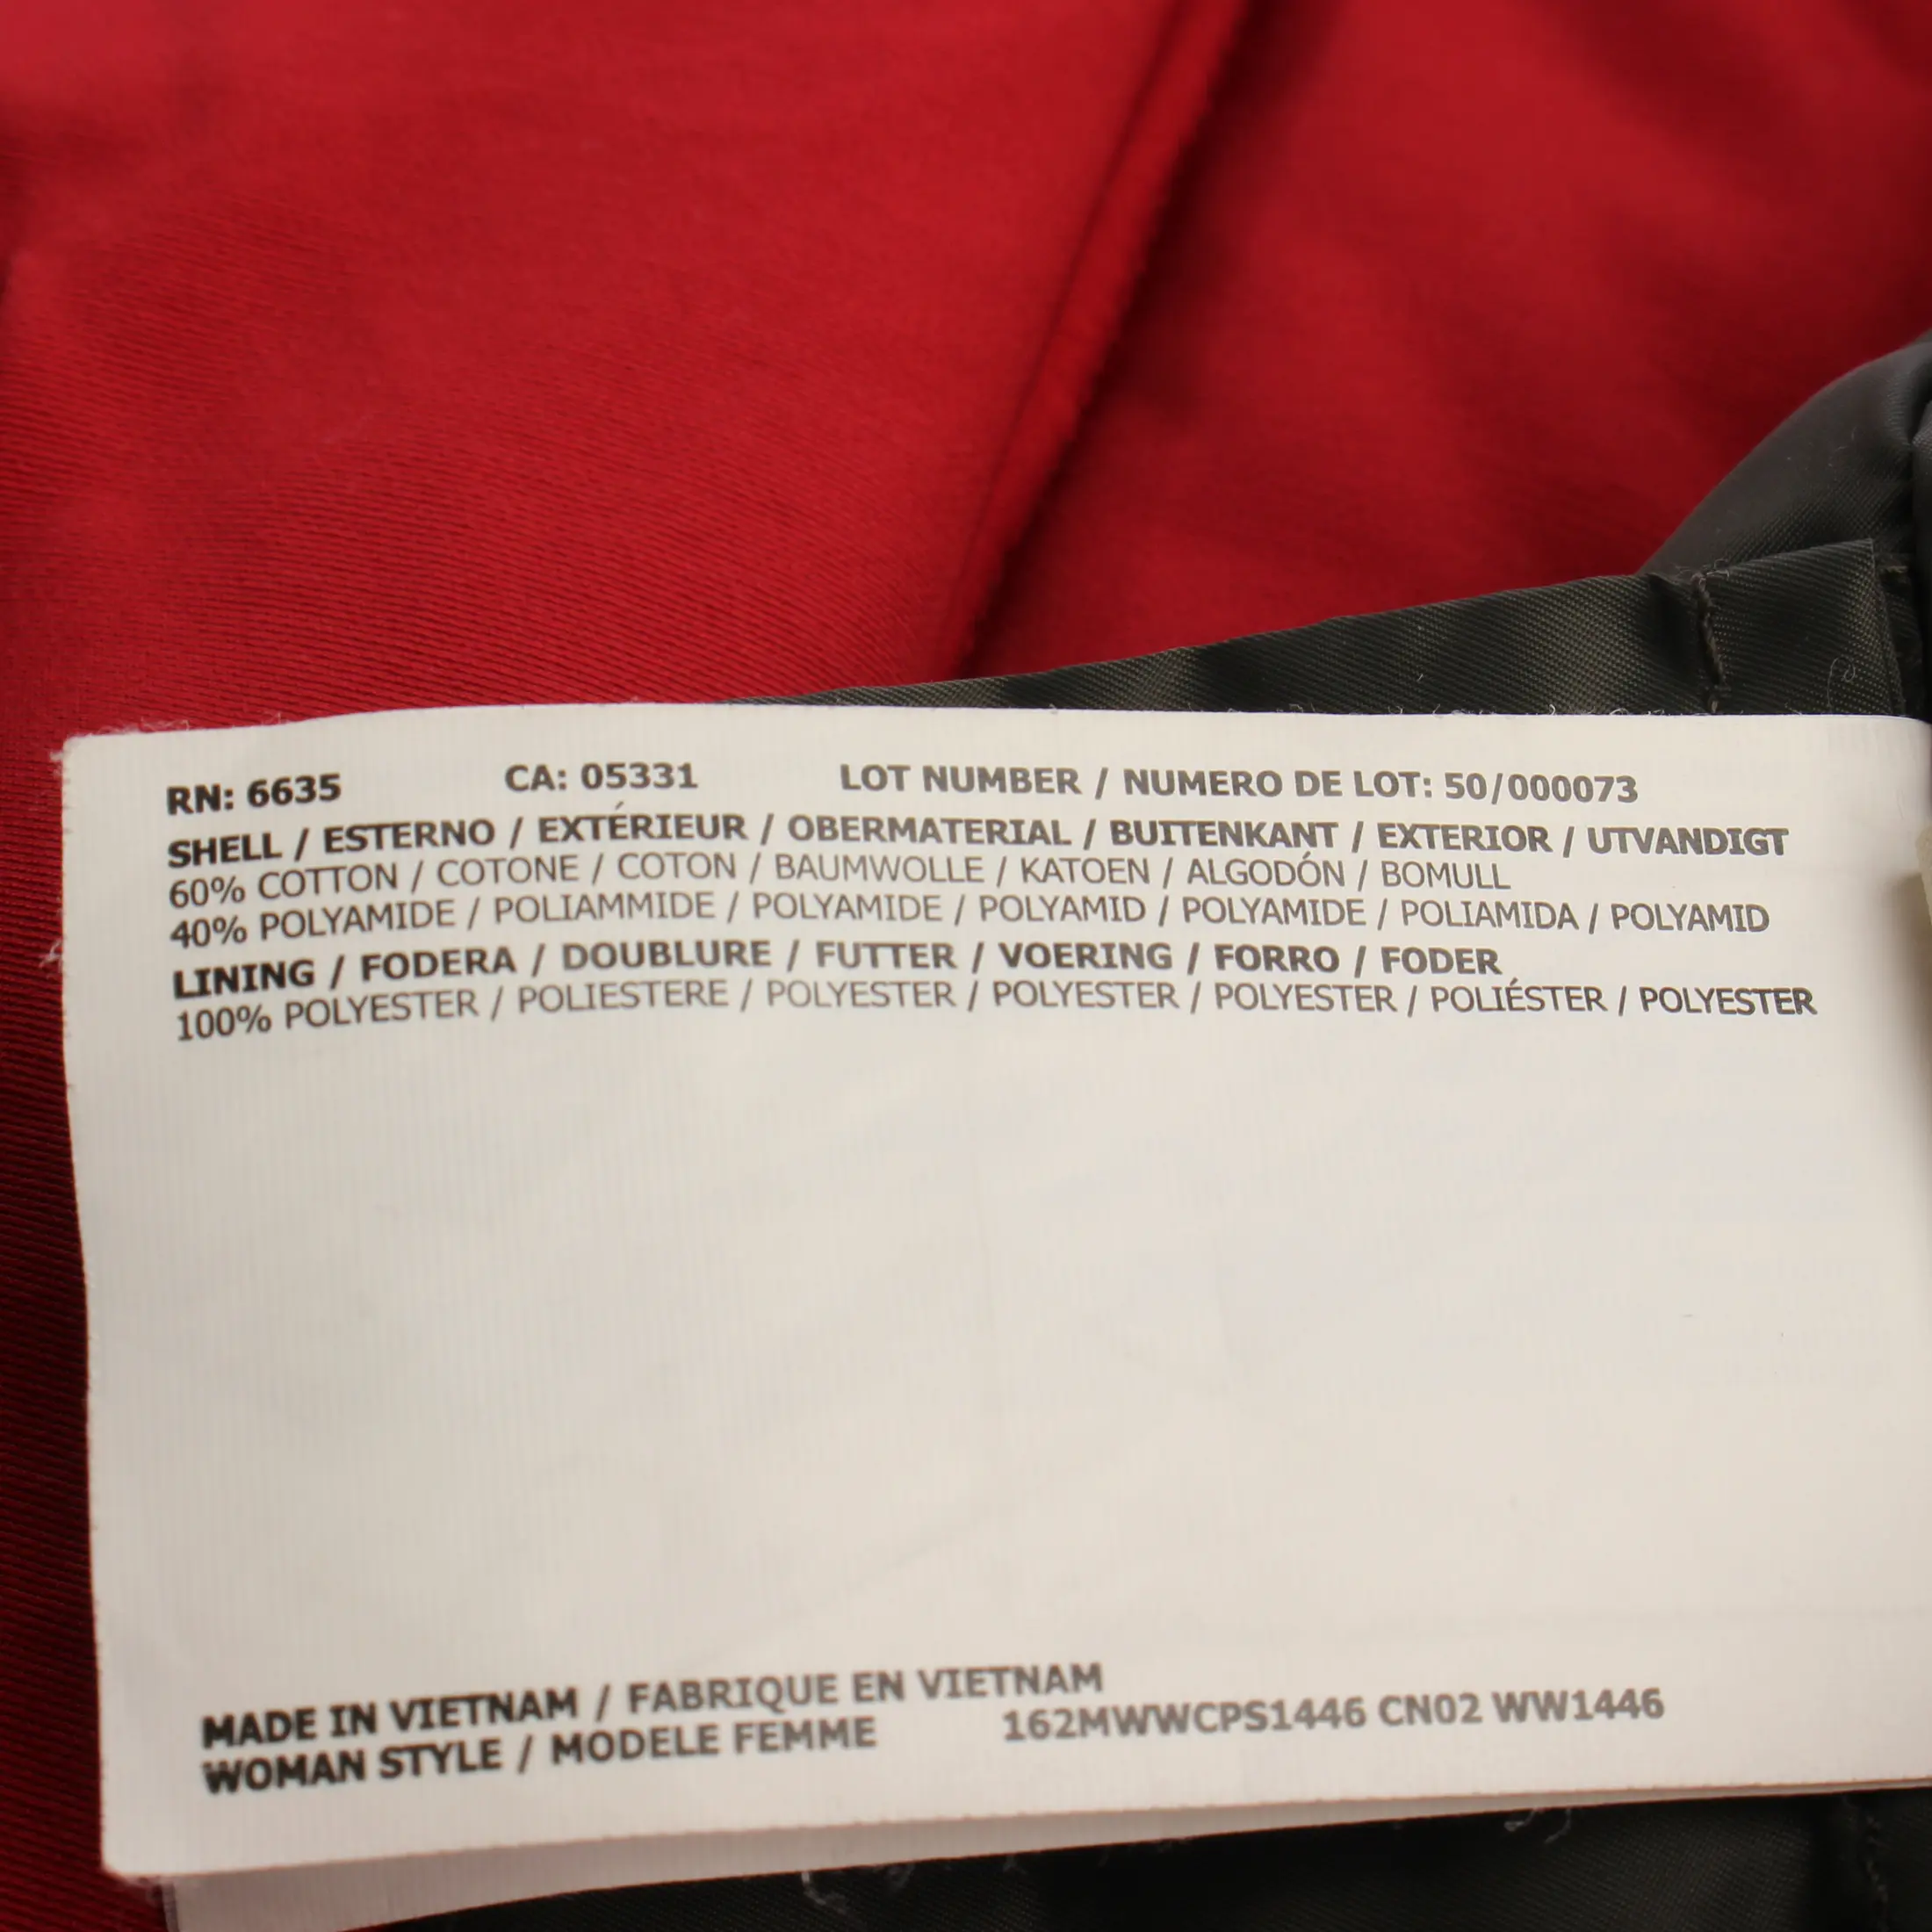 RN: 6635 CA: 05331 LOT NUMBER / NUMERO DE LOT: 50/000073
SHELL / ESTERNO / EXTÉRIEUR / OBERMATERIAL / BUITENKANT / EXTERIOR / UTVANDIGT
60% COTTON / COTONE / COTON / BAUMWOLLE / KATOEN / ALGODÓN / BOMULL
40% POLYAMIDE / POLIAMMIDE / POLYAMIDE / POLYAMID / POLYAMIDE / POLIAMIDA / POLYAMID
LINING / FODERA / DOUBLURE / FUTTER / VOERING / FORRO / FODER
100% POLYESTER / POLIESTERE / POLYESTER / POLYESTER / POLYESTER / POLIÉSTER / POLYESTER
MADE IN VIETNAM / FABRIQUE EN VIETNAM
WOMAN STYLE / MODELE FEMME 162MWWCPS1446 CN02 WW1446